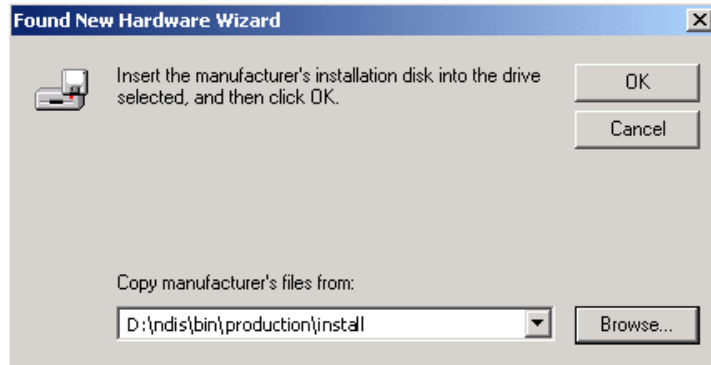 Found New Hardware Wizard
Insert the manufacturer's installation disk into the drive
selected, and then click OK.
OK
Cancel
Copy manufacturer's files from:
D:\ndis\bin\production\install
Browse...